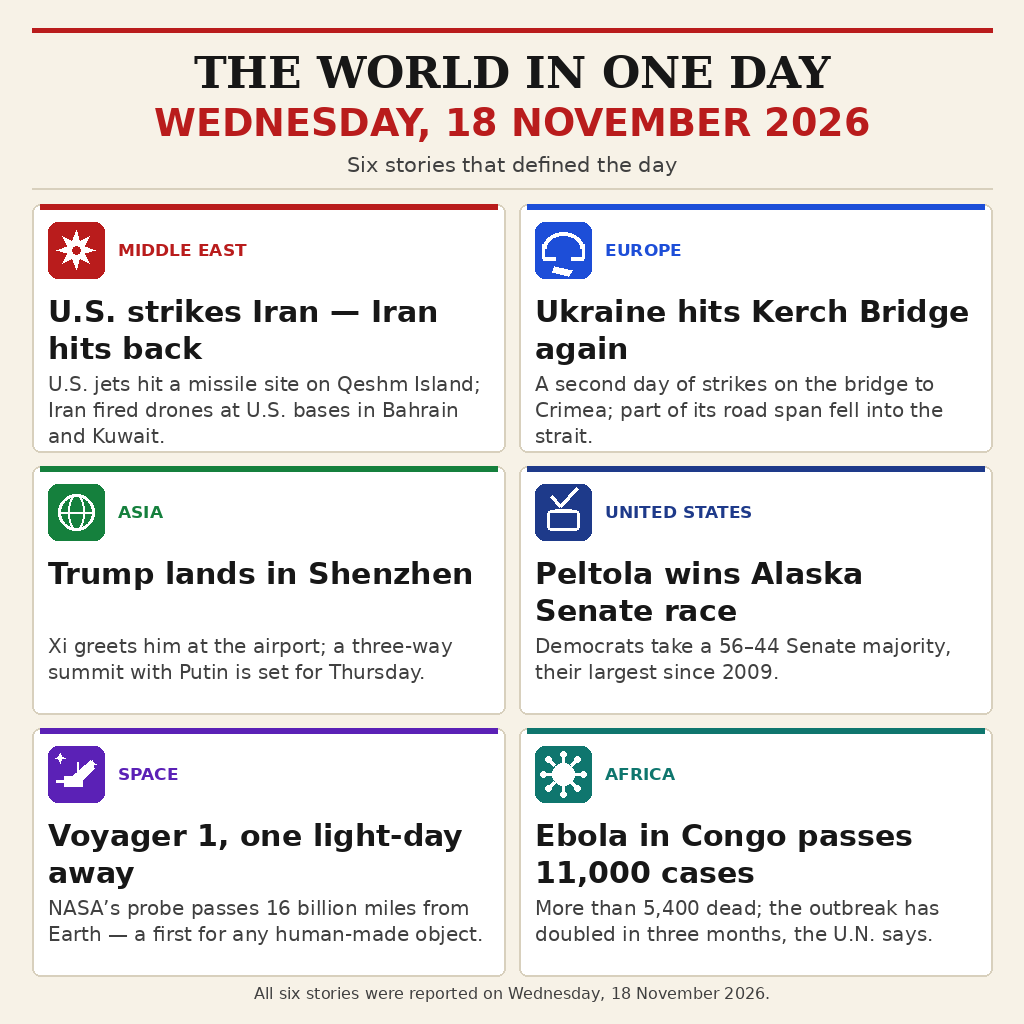 THE WORLD IN ONE DAY
WEDNESDAY, 18 NOVEMBER 2026
Six stories that defined the day
MIDDLE EAST
U.S. strikes Iran — Iran
hits back
U.S. jets hit a missile site on Qeshm Island;
Iran fired drones at U.S. bases in Bahrain
and Kuwait.
EUROPE
Ukraine hits Kerch Bridge
again
A second day of strikes on the bridge to
Crimea; part of its road span fell into the
strait.
ASIA
Trump lands in Shenzhen
Xi greets him at the airport; a three-way
summit with Putin is set for Thursday.
UNITED STATES
Peltola wins Alaska
Senate race
Democrats take a 56–44 Senate majority,
their largest since 2009.
SPACE
Voyager 1, one light-day
away
NASA’s probe passes 16 billion miles from
Earth — a first for any human-made object.
AFRICA
Ebola in Congo passes
11,000 cases
More than 5,400 dead; the outbreak has
doubled in three months, the U.N. says.
All six stories were reported on Wednesday, 18 November 2026.